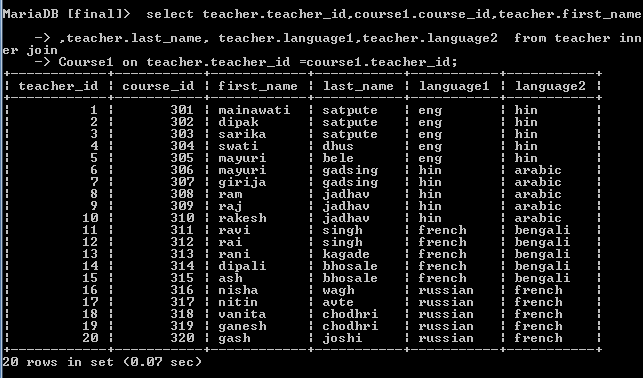 MariaDB [final]>  select teacher.teacher_id,course1.course_id,teacher.first_name
    -> ,teacher.last_name, teacher.language1,teacher.language2  from teacher inn
er join
    -> Course1 on teacher.teacher_id =course1.teacher_id;
+------------+-----------+------------+-----------+-----------+-----------+
| teacher_id | course_id | first_name | last_name | language1 | language2 |
+------------+-----------+------------+-----------+-----------+-----------+
|          1 |       301 | mainawati  | satpute   | eng       | hin       |
|          2 |       302 | dipak      | satpute   | eng       | hin       |
|          3 |       303 | sarika     | satpute   | eng       | hin       |
|          4 |       304 | swati      | dhus      | eng       | hin       |
|          5 |       305 | mayuri     | bele      | eng       | hin       |
|          6 |       306 | mayuri     | gadsing   | hin       | arabic    |
|          7 |       307 | girija     | gadsing   | hin       | arabic    |
|          8 |       308 | ram        | jadhav    | hin       | arabic    |
|          9 |       309 | raj        | jadhav    | hin       | arabic    |
|         10 |       310 | rakesh     | jadhav    | hin       | arabic    |
|         11 |       311 | ravi       | singh     | french    | bengali   |
|         12 |       312 | rai        | singh     | french    | bengali   |
|         13 |       313 | rani       | kagade    | french    | bengali   |
|         14 |       314 | dipali     | bhosale   | french    | bengali   |
|         15 |       315 | ash        | bhosale   | french    | bengali   |
|         16 |       316 | nisha      | wagh      | russian   | french    |
|         17 |       317 | nitin      | avte      | russian   | french    |
|         18 |       318 | vanita     | chodhri   | russian   | french    |
|         19 |       319 | ganesh     | chodhri   | russian   | french    |
|         20 |       320 | gash       | joshi     | russian   | french    |
+------------+-----------+------------+-----------+-----------+-----------+
20 rows in set (0.07 sec)